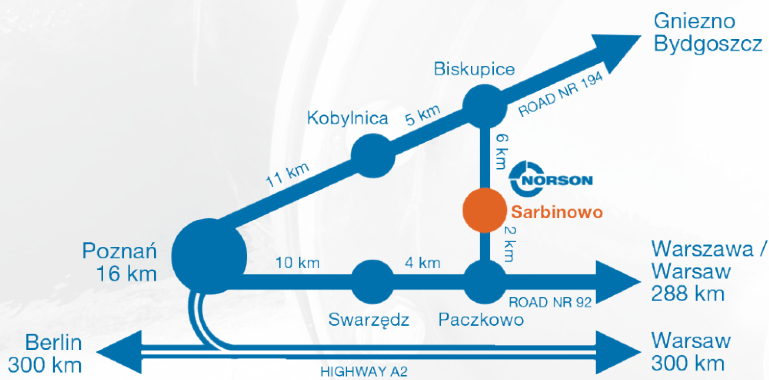 Gniezno
Bydgoszcz
Biskupice
ROAD NR 194
5 km
Kobylnica
6 km
11 km
NORSON
Sarbinowo
2 km
Poznań
16 km
10 km
4 km
Warszawa /
Warsaw
288 km
ROAD NR 92
Swarzędz
Paczkowo
Berlin
300 km
Warsaw
300 km
HIGHWAY A2